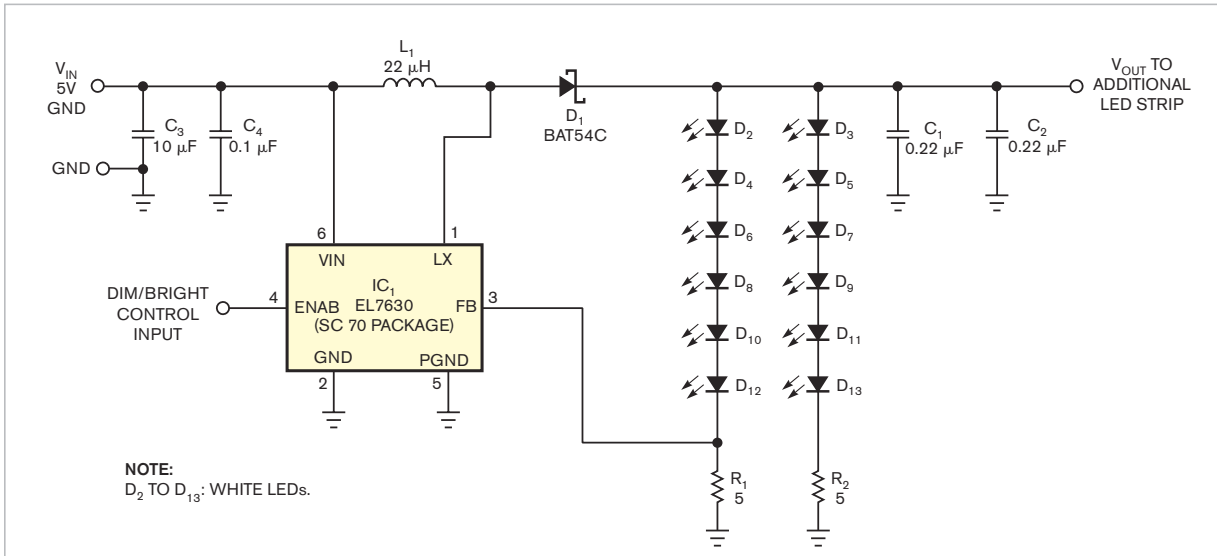 V_IN
5V
GND
GND
C3
10 μF
C4
0.1 μF
L1
22 μH
D1
BAT54C
V_OUT TO
ADDITIONAL
LED STRIP
D2
D3
C1
0.22 μF
C2
0.22 μF
D4
D5
D6
D7
D8
D9
D10
D11
D12
D13
6
1
VIN
LX
IC1
EL7630
(SC 70 PACKAGE)
DIM/BRIGHT
CONTROL
INPUT
4
ENAB
FB
3
GND
PGND
2
5
R1
5
R2
5
NOTE:
D2 TO D13: WHITE LEDs.